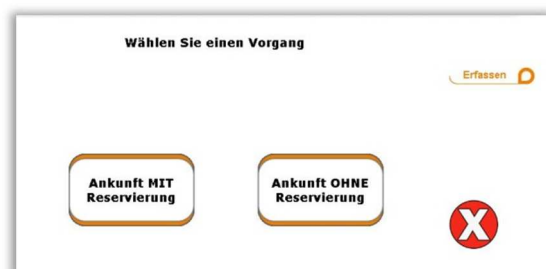 Wählen Sie einen Vorgang
Erfassen
Ankunft MIT
Reservierung
Ankunft OHNE
Reservierung
X